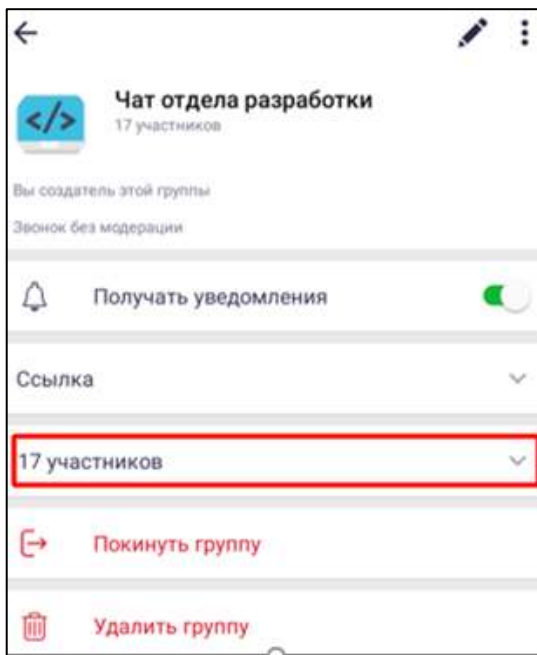 Чат отдела разработки
</>
17 участников
Вы создатель этой группы
Звонок без модерации
Получать уведомления
Ссылка
17 участников
Покинуть группу
Удалить группу